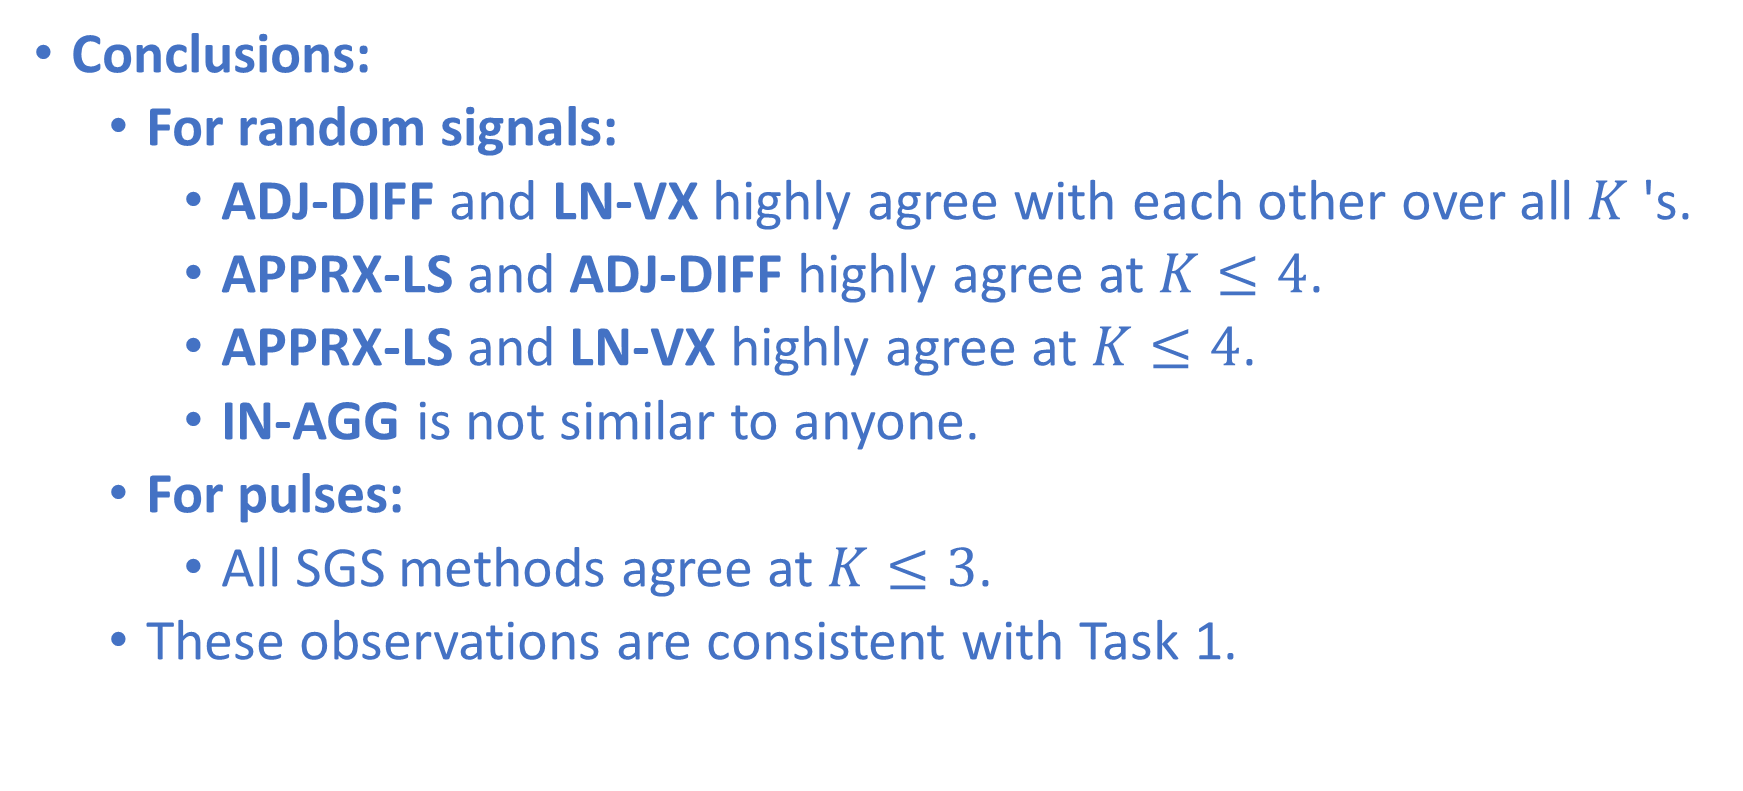 • Conclusions:
• For random signals:
• ADJ-DIFF and LN-VX highly agree with each other over all K 's.
• APPRX-LS and ADJ-DIFF highly agree at K ≤ 4.
• APPRX-LS and LN-VX highly agree at K ≤ 4.
• IN-AGG is not similar to anyone.
• For pulses:
• All SGS methods agree at K ≤ 3.
• These observations are consistent with Task 1.